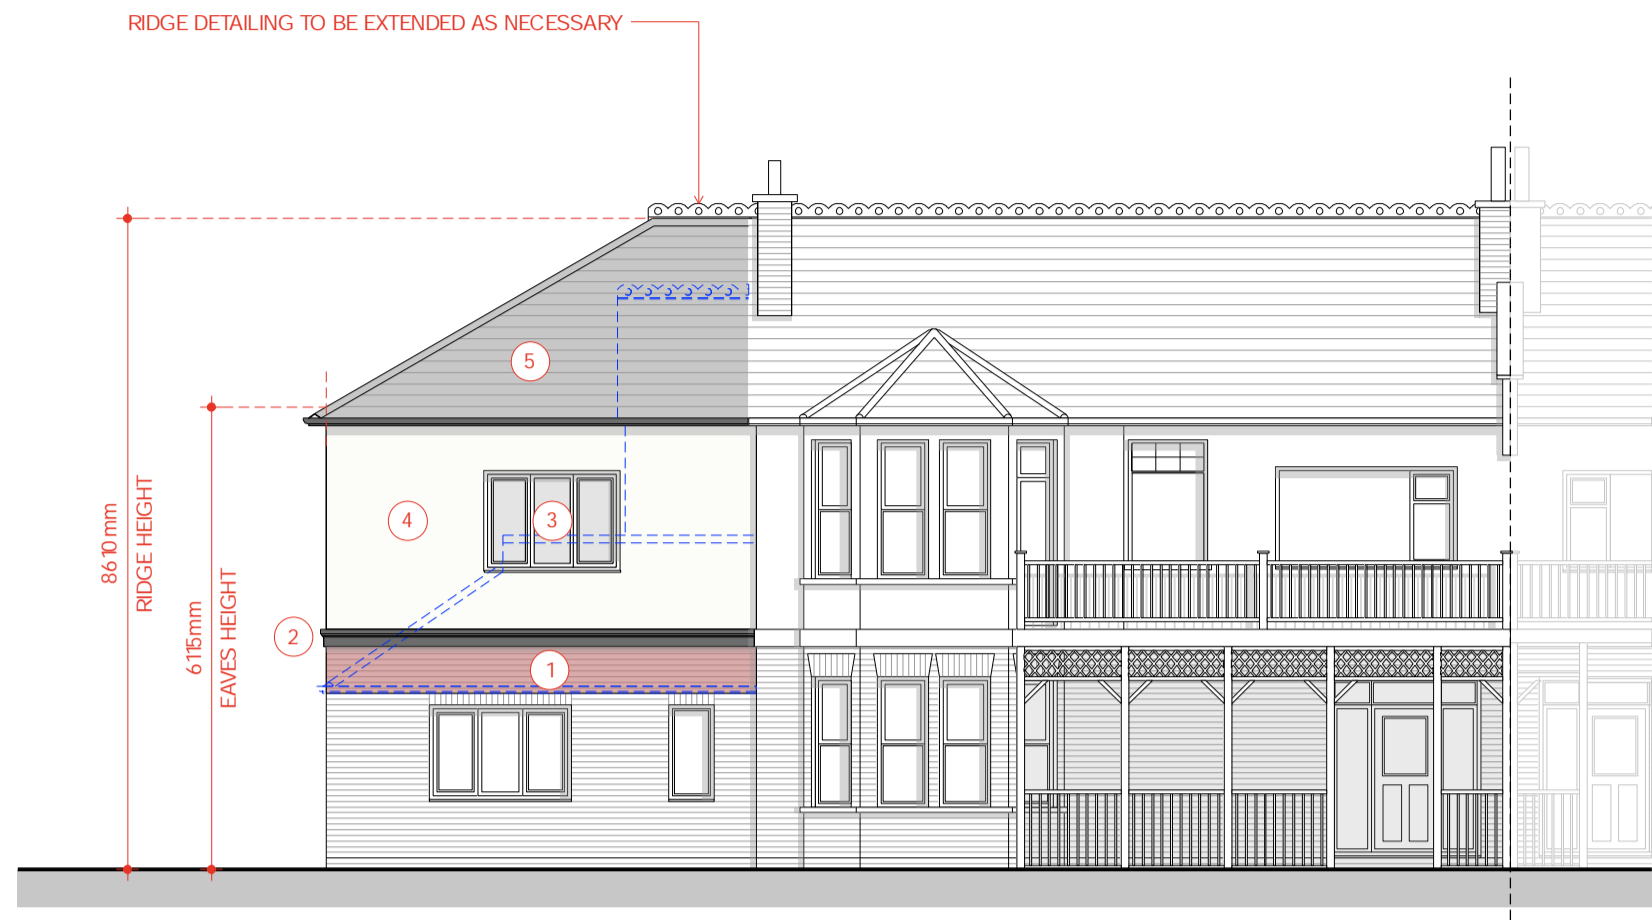 RIDGE DETAILING TO BE EXTENDED AS NECESSARY
5
4
3
8610mm
RIDGE HEIGHT
6115mm
EAVES HEIGHT
2
1